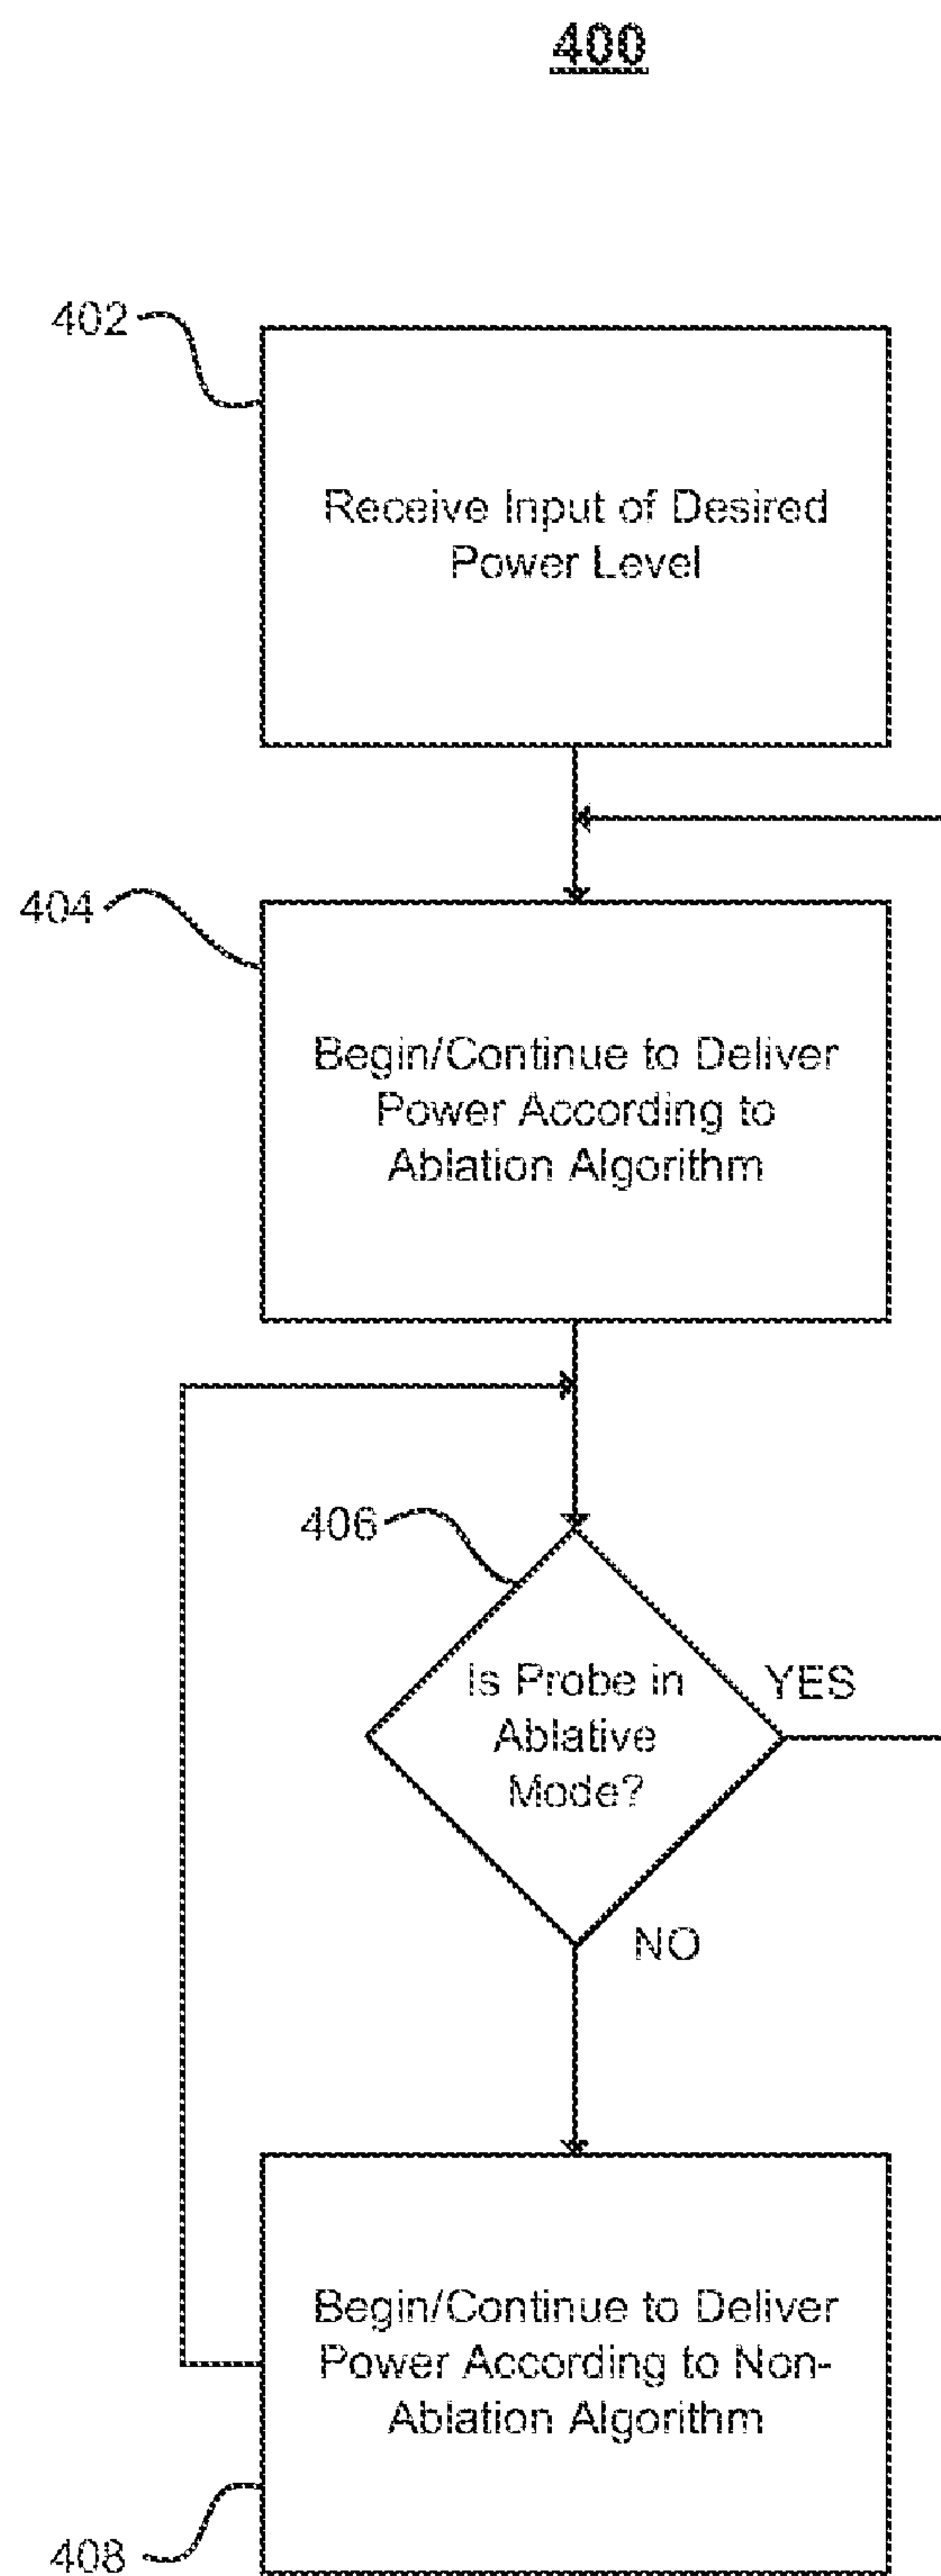 400
402
Receive Input of Desired
Power Level
404
Begin/Continue to Deliver
Power According to
Ablation Algorithm
406
Is Probe in
Ablative
Mode?
YES
NO
Begin/Continue to Deliver
Power According to Non-
Ablation Algorithm
408